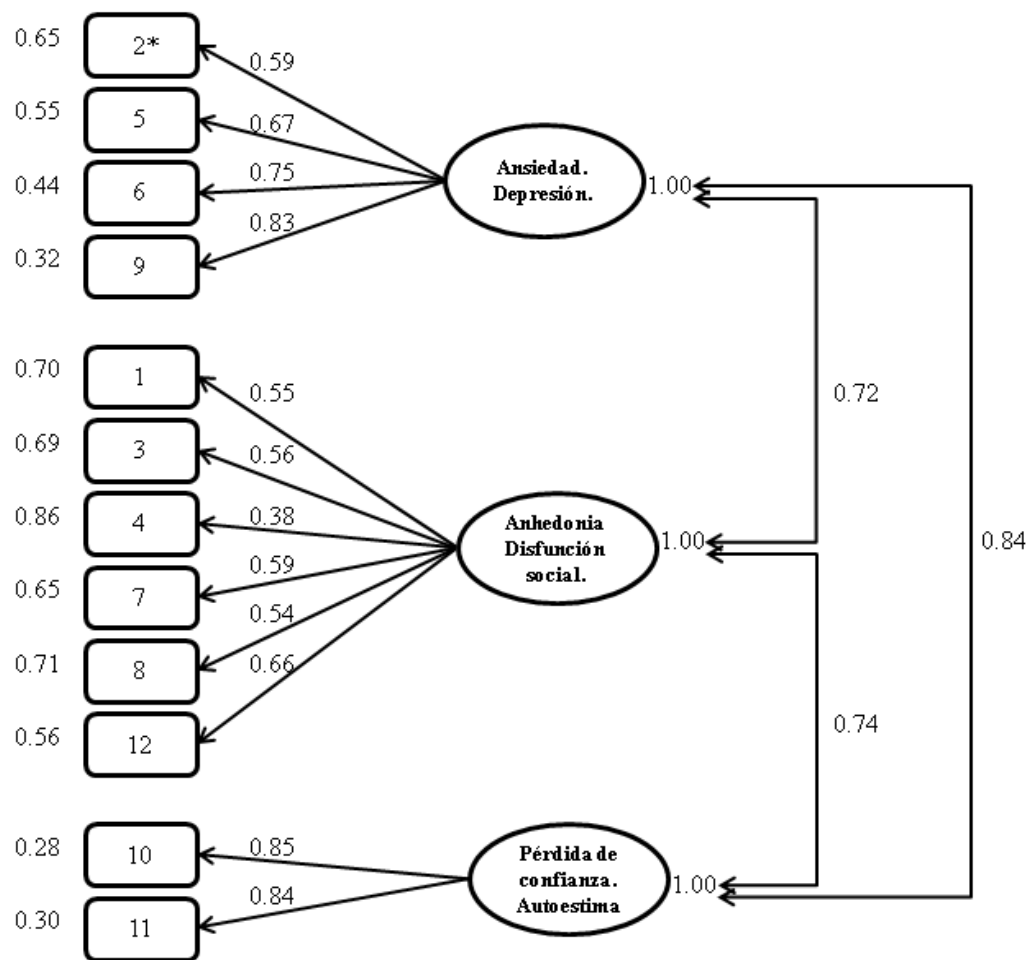 0.65 2* 0.59
0.55 5 0.67
0.44 6 0.75
0.32 9 0.83
Ansiedad.
Depresión.
1.00
0.72
0.70 1 0.55
0.69 3 0.56
0.86 4 0.38
0.65 7 0.59
0.71 8 0.54
0.56 12 0.66
Anhedonia
Disfunción
social.
1.00
0.84
0.74
0.28 10 0.85
0.30 11 0.84
Pérdida de
confianza.
Autoestima
1.00